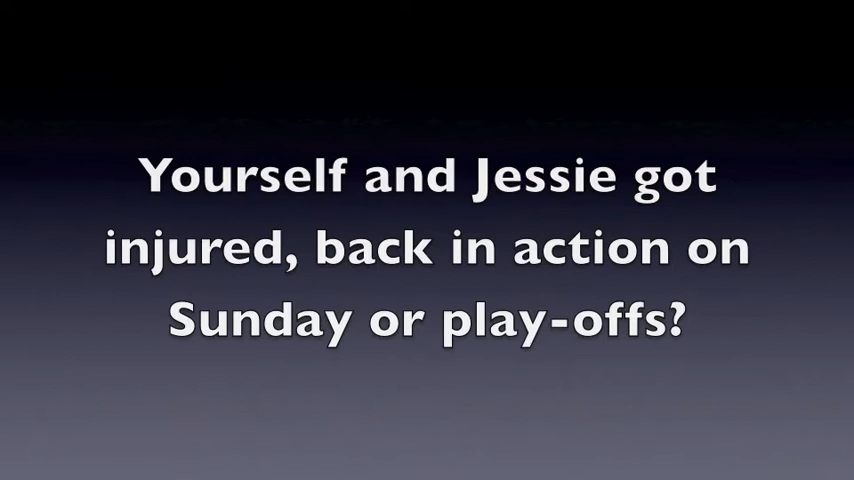 Yourself and Jessie got
injured, back in action on
Sunday or play-offs?